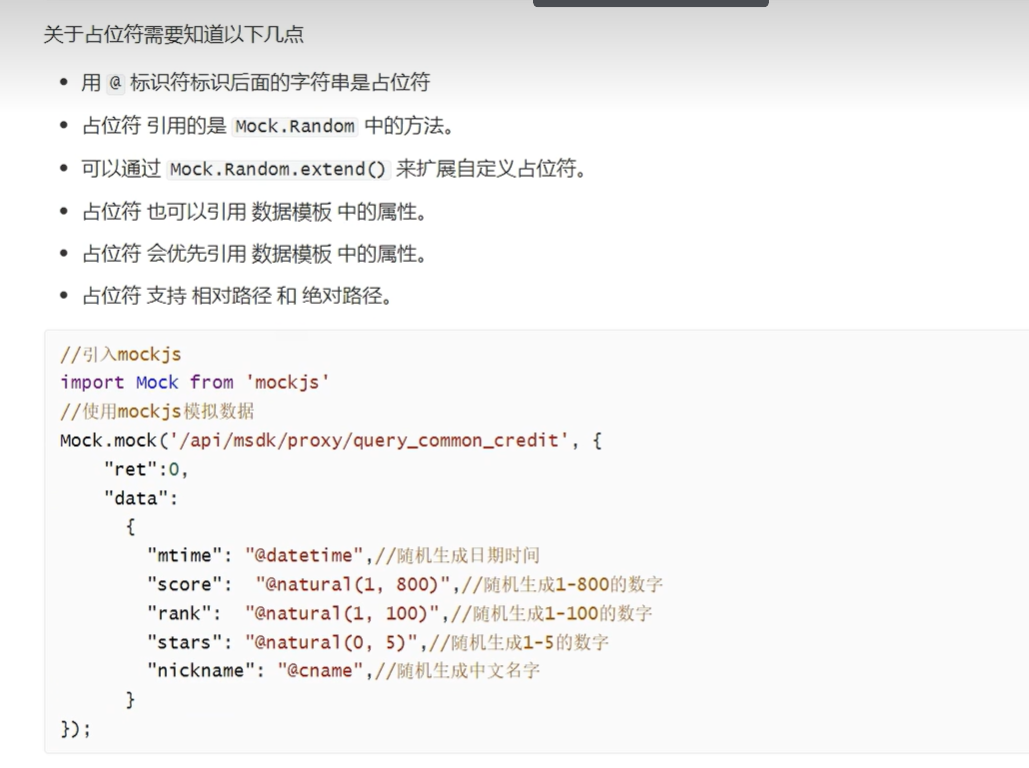 关于占位符需要知道以下几点
用 @ 标识符标识后面的字符串是占位符
占位符 引用的是 Mock.Random 中的方法。
可以通过 Mock.Random.extend() 来扩展自定义占位符。
占位符 也可以引用 数据模板 中的属性。
占位符 会优先引用 数据模板 中的属性。
占位符 支持 相对路径 和 绝对路径。
//引入mockjs
import Mock from 'mockjs'
//使用mockjs模拟数据
Mock.mock('/api/msdk/proxy/query_common_credit', {
"ret":0,
"data":
{
"mtime": "@datetime",//随机生成日期时间
"score": "@natural(1, 800)",//随机生成1-800的数字
"rank": "@natural(1, 100)",//随机生成1-100的数字
"stars": "@natural(0, 5)",//随机生成1-5的数字
"nickname": "@cname",//随机生成中文名字
}
});